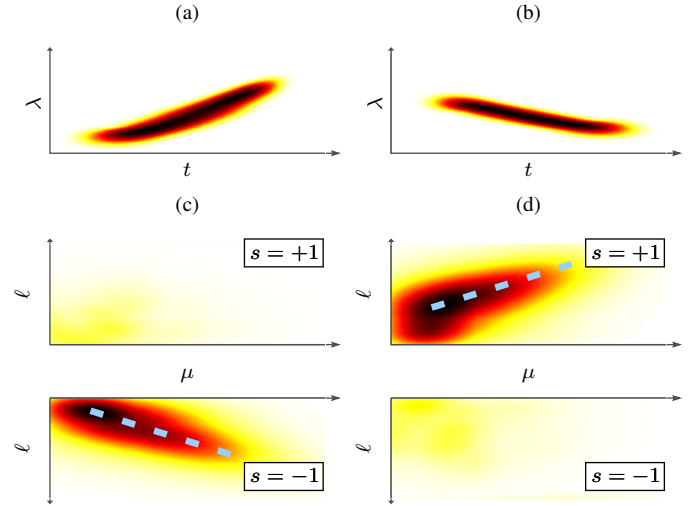 (a)
(b)
λ
λ
t
t
(c)
(d)
s = +1
s = +1
ℓ
ℓ
μ
μ
ℓ
ℓ
s = −1
s = −1